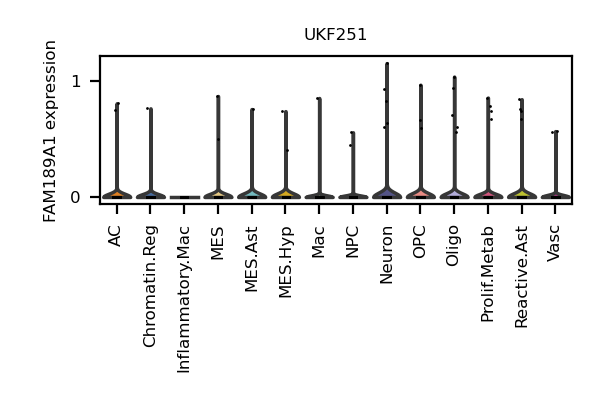 UKF251
FAM189A1 expression
1
0
AC
Chromatin.Reg
Inflammatory.Mac
MES
MES.Ast
MES.Hyp
Mac
NPC
Neuron
OPC
Oligo
Prolif.Metab
Reactive.Ast
Vasc